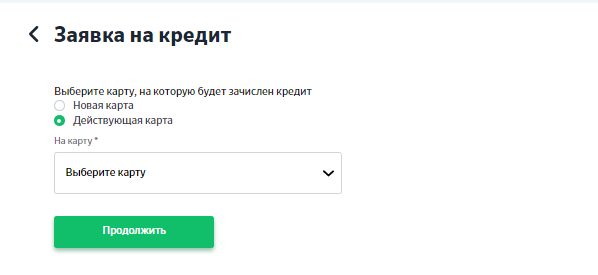 Заявка на кредит
Выберите карту, на которую будет зачислен кредит
Новая карта
Действующая карта
На карту *
Выберите карту
Продолжить